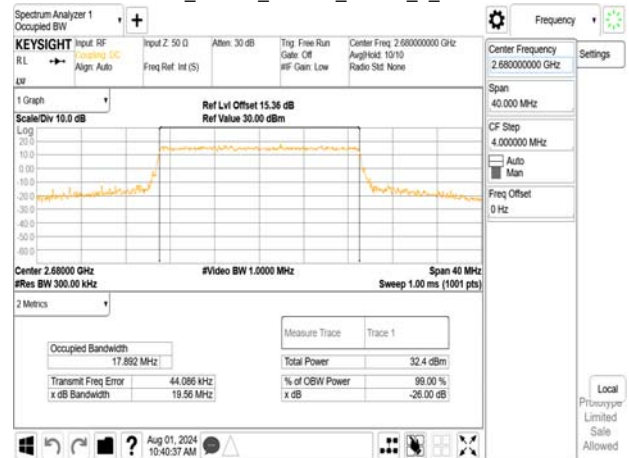 Spectrum Analyzer 1
Occupied BW
Frequency
KEYSIGHT
Input: RF
Coupling: DC
Align: Auto
Input Z: 50 Ω
Freq Ref: Int (S)
Atten: 30 dB
Trig: Free Run
Gate: Off
#IF Gain: Low
Center Freq: 2.680000000 GHz
Avg|Hold: 10/10
Radio Std: None
RL
Center Frequency
2.680000000 GHz
Settings
Span
40.000 MHz
CF Step
4.000000 MHz
Auto
Man
Freq Offset
0 Hz
1 Graph
Scale/Div 10.0 dB
Ref Lvl Offset 15.36 dB
Ref Value 30.00 dBm
Log
20.0
10.0
0.00
-10.0
-20.0
-30.0
-40.0
-50.0
-60.0
Center 2.68000 GHz
#Video BW 1.0000 MHz
Span 40 MHz
#Res BW 300.00 kHz
Sweep 1.00 ms (1001 pts)
2 Metrics
Measure Trace Trace 1
Occupied Bandwidth
17.892 MHz
Total Power 32.4 dBm
Transmit Freq Error 44.086 kHz
% of OBW Power 99.00 %
x dB Bandwidth 19.56 MHz
x dB -26.00 dB
Local
Prototype
Limited
Sale
Allowed
Aug 01, 2024
10:40:37 AM